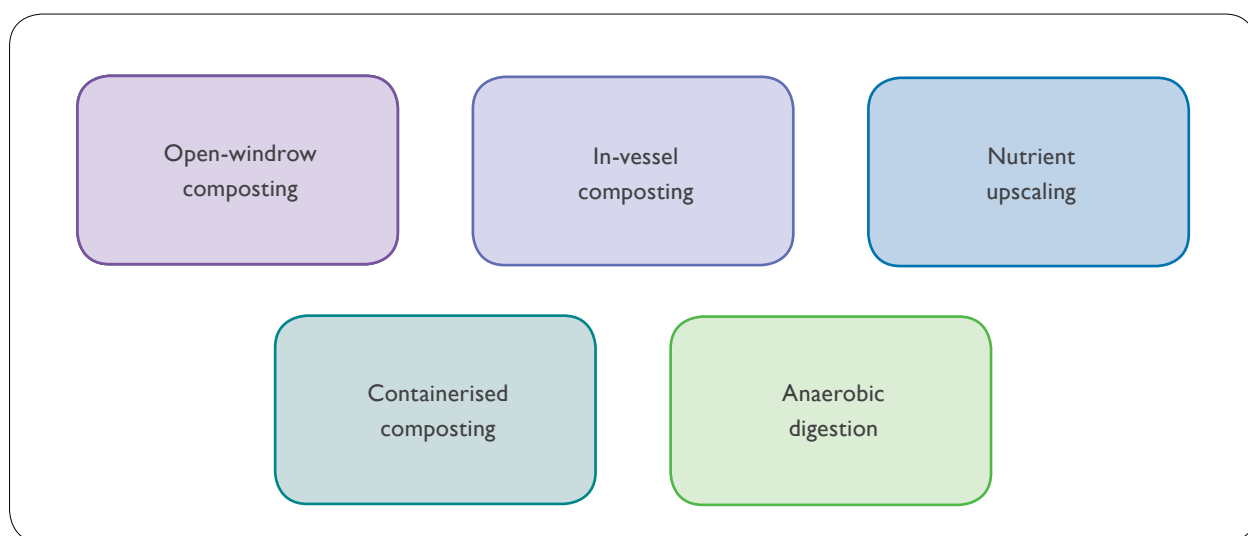 Open-windrow
composting
In-vessel
composting
Nutrient
upscaling
Containerised
composting
Anaerobic
digestion